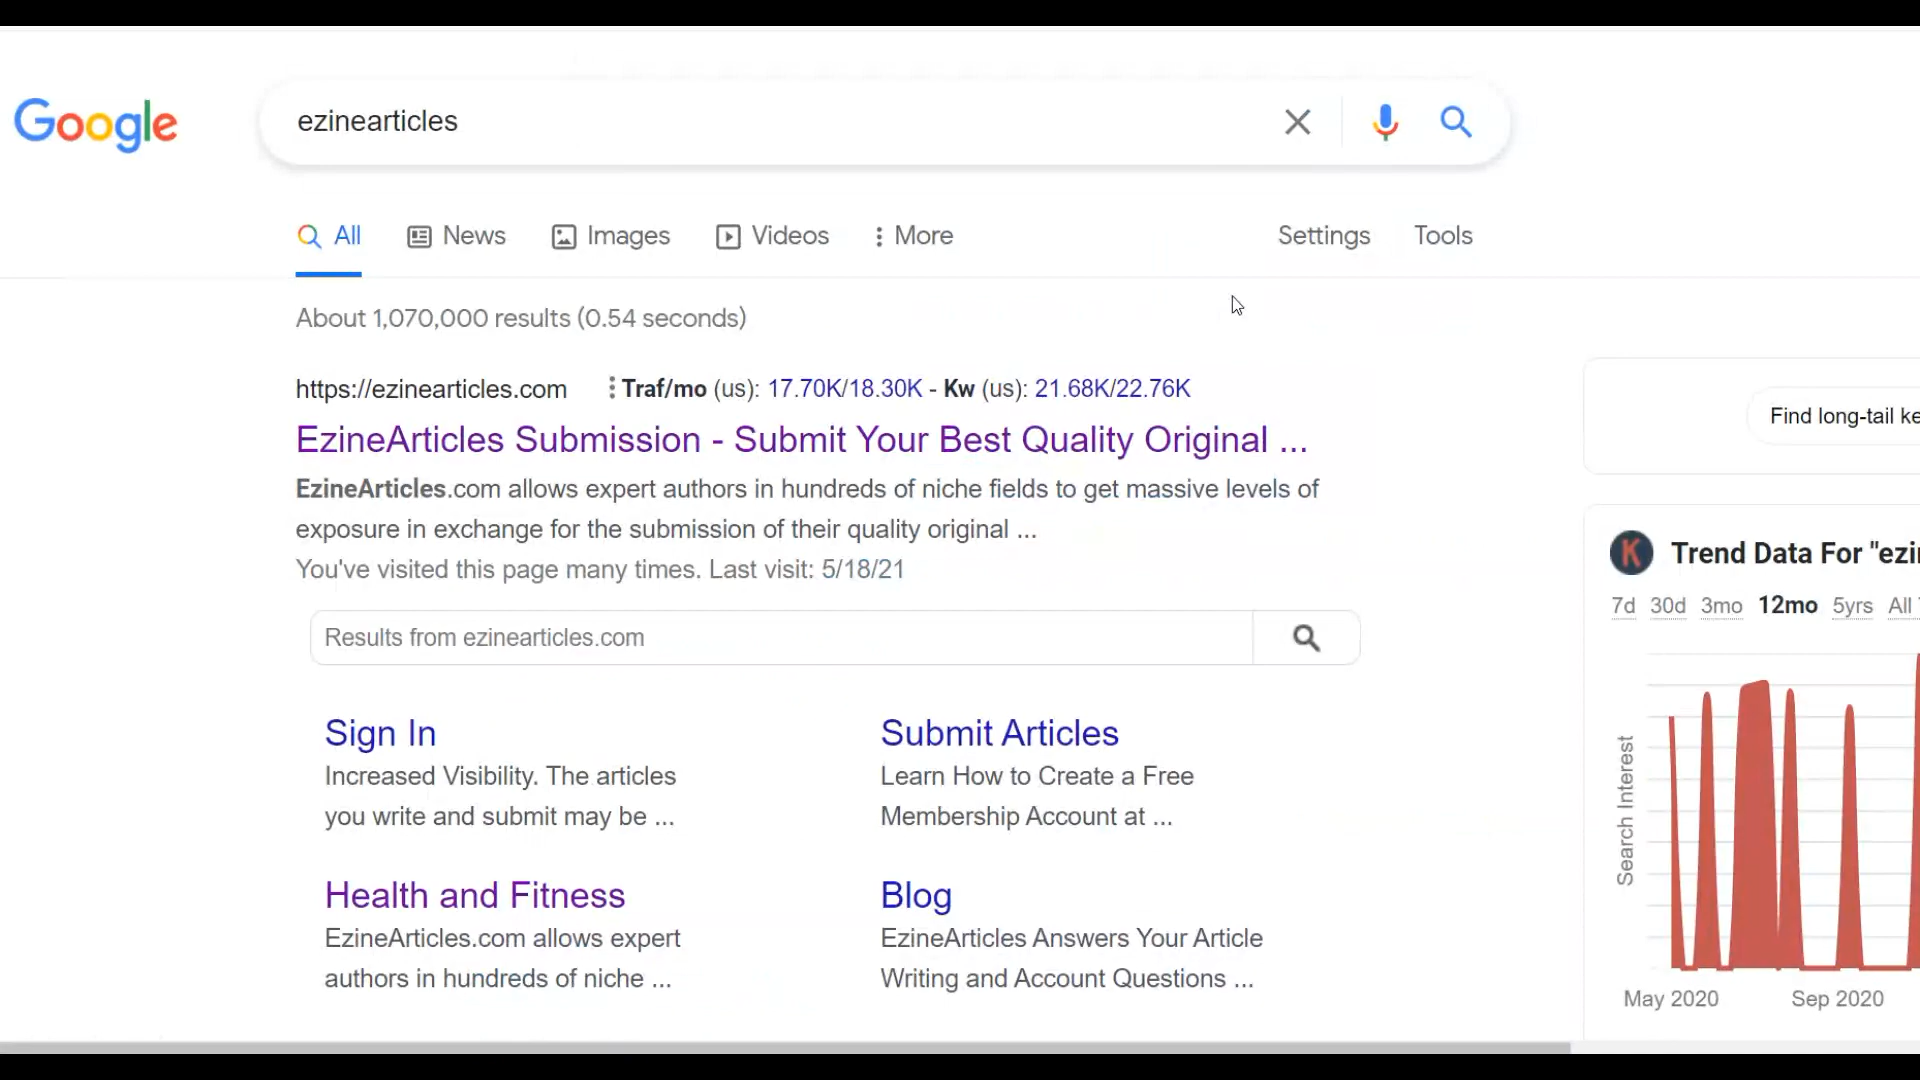 Google
ezinearticles
All News Images Videos More Settings Tools
About 1,070,000 results (0.54 seconds)
https://ezinearticles.com Traf/mo (us): 17.70K/18.30K - Kw (us): 21.68K/22.76K
EzineArticles Submission - Submit Your Best Quality Original ...
EzineArticles.com allows expert authors in hundreds of niche fields to get massive levels of
exposure in exchange for the submission of their quality original ...
You've visited this page many times. Last visit: 5/18/21
Results from ezinearticles.com
Sign In
Increased Visibility. The articles
you write and submit may be ...
Submit Articles
Learn How to Create a Free
Membership Account at ...
Health and Fitness
EzineArticles.com allows expert
authors in hundreds of niche ...
Blog
EzineArticles Answers Your Article
Writing and Account Questions ...
Find long-tail ke
K
Trend Data For "ezin
7d 30d 3mo 12mo 5yrs All
Search Interest
May 2020 Sep 2020